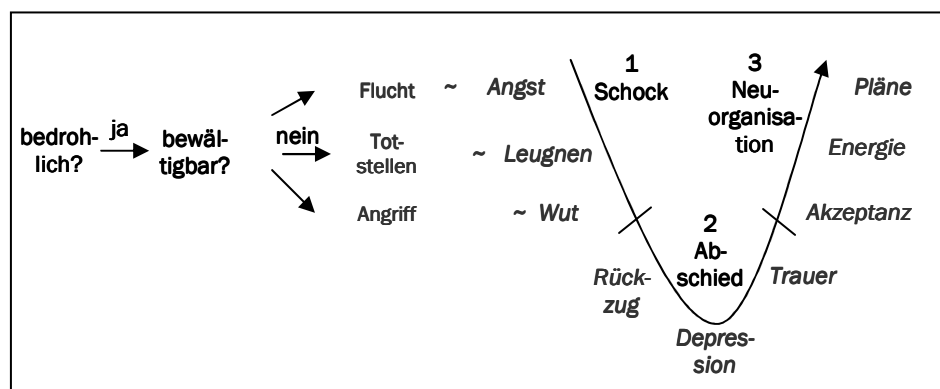 bedroh-
lich?
ja
bewäl-
tigbar?
nein
Flucht ~ Angst
Tot-
stellen
~ Leugnen
Angriff ~ Wut
1
Schock
3
Neu-
organisa-
tion
Pläne
Energie
Akzeptanz
2
Ab-
schied
Rück-
zug
Trauer
Depres-
sion